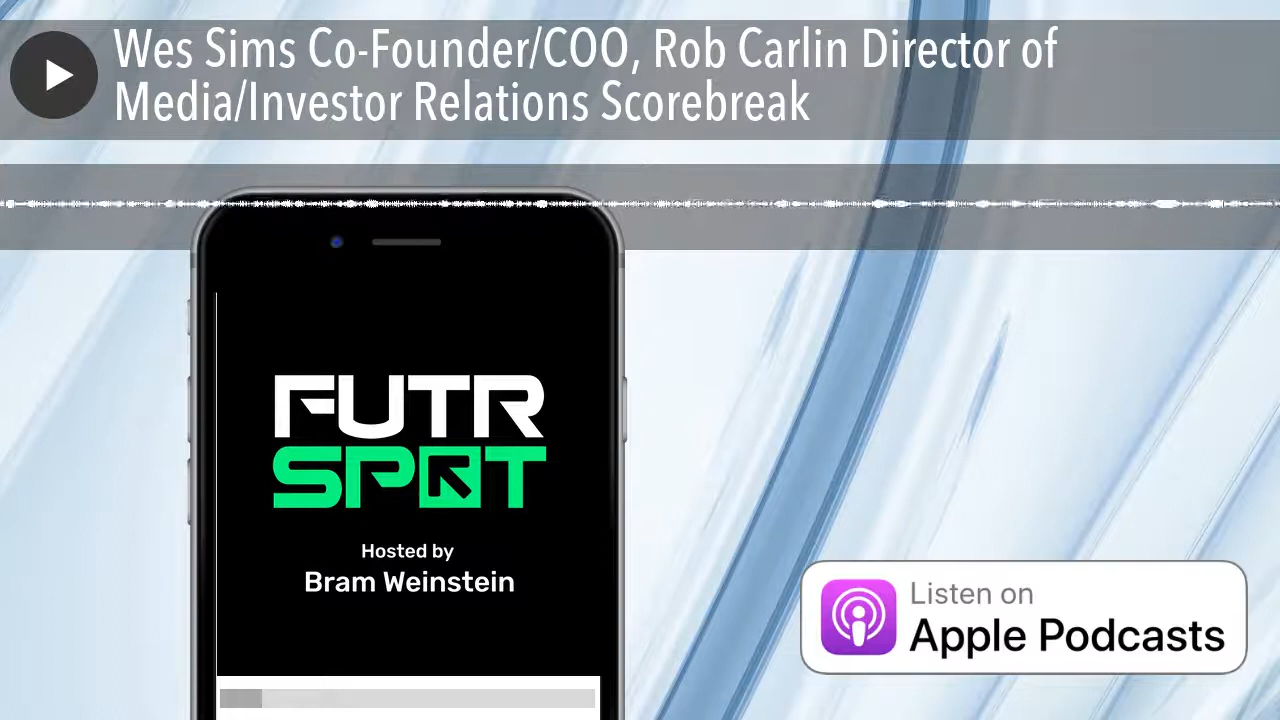 Wes Sims Co-Founder/COO, Rob Carlin Director of
Media/Investor Relations Scorebreak
FUTR
SPOT
Hosted by
Bram Weinstein
Listen on
Apple Podcasts